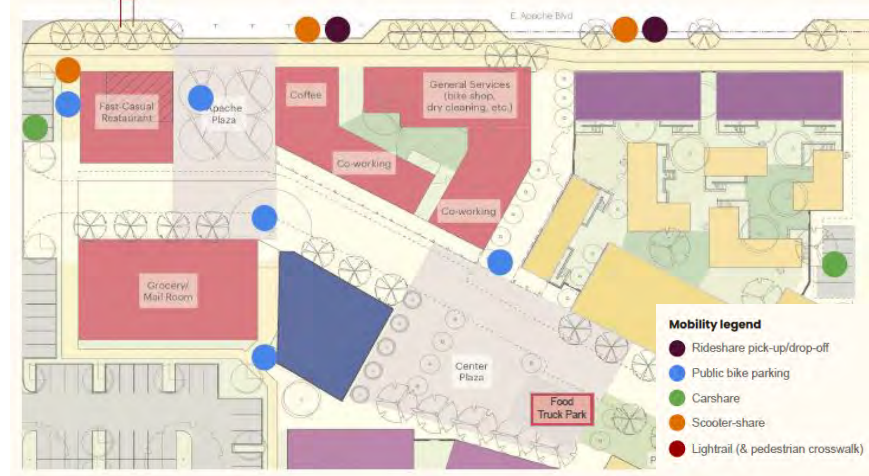 E. Apache Blvd
Fast-Casual
Restaurant
Apache
Plaza
Coffee
General Services
(bike shop,
dry cleaning, etc.)
Co-working
Co-working
Grocery/
Mail Room
Center
Plaza
Food
Truck Park
Mobility legend
Rideshare pick-up/drop-off
Public bike parking
Carshare
Scooter-share
Lightrail (& pedestrian crosswalk)